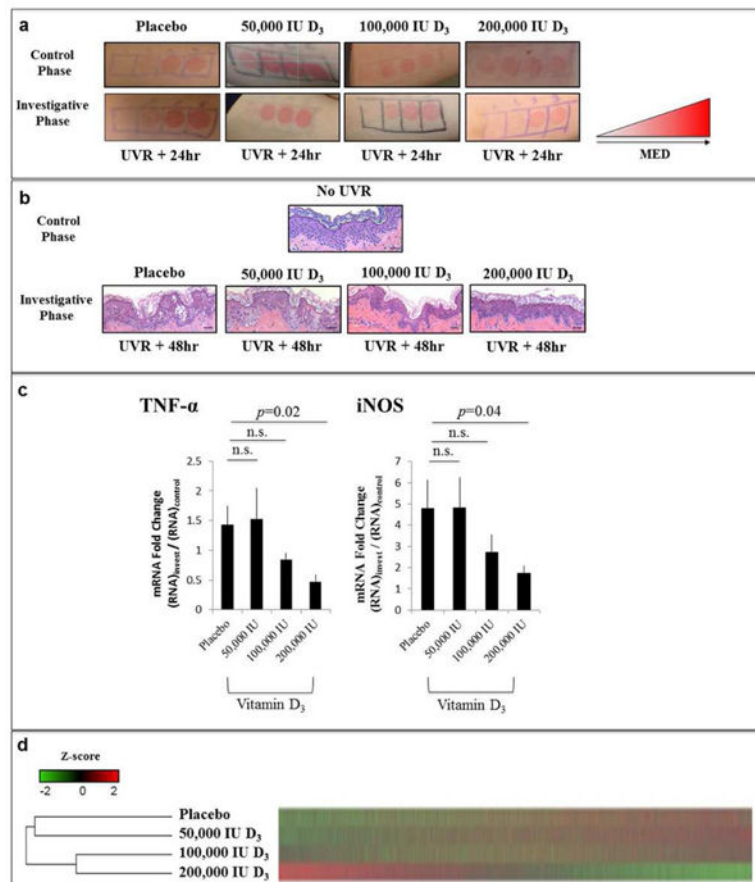 a
Placebo 50,000 IU D3 100,000 IU D3 200,000 IU D3
Control Phase
Investigative Phase
UVR + 24hr UVR + 24hr UVR + 24hr UVR + 24hr
MED
b
No UVR
Control Phase
Placebo 50,000 IU D3 100,000 IU D3 200,000 IU D3
Investigative Phase
UVR + 48hr UVR + 48hr UVR + 48hr UVR + 48hr
c
TNF-α
p=0.02
n.s.
n.s.
mRNA Fold Change
(RNA)invest / (RNA)control
2.5
2
1.5
1
0.5
0
Placebo
50,000 IU
100,000 IU
200,000 IU
Vitamin D3
iNOS
p=0.04
n.s.
n.s.
mRNA Fold Change
(RNA)invest / (RNA)control
7
6
5
4
3
2
1
0
Placebo
50,000 IU
100,000 IU
200,000 IU
Vitamin D3
d
Z-score
-2 0 2
Placebo
50,000 IU D3
100,000 IU D3
200,000 IU D3